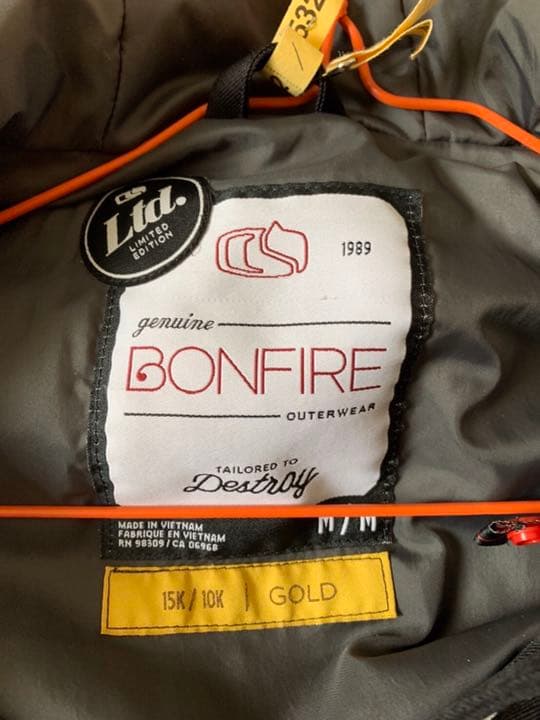 532
Ltd.
LIMITED
EDITION
1989
genuine
BONFIRE
OUTERWEAR
TAILORED TO
Destroy
MADE IN VIETNAM
FABRIQUE EN VIETNAM
RN 98309 / CA 06968
M / M
15K / 10K | GOLD